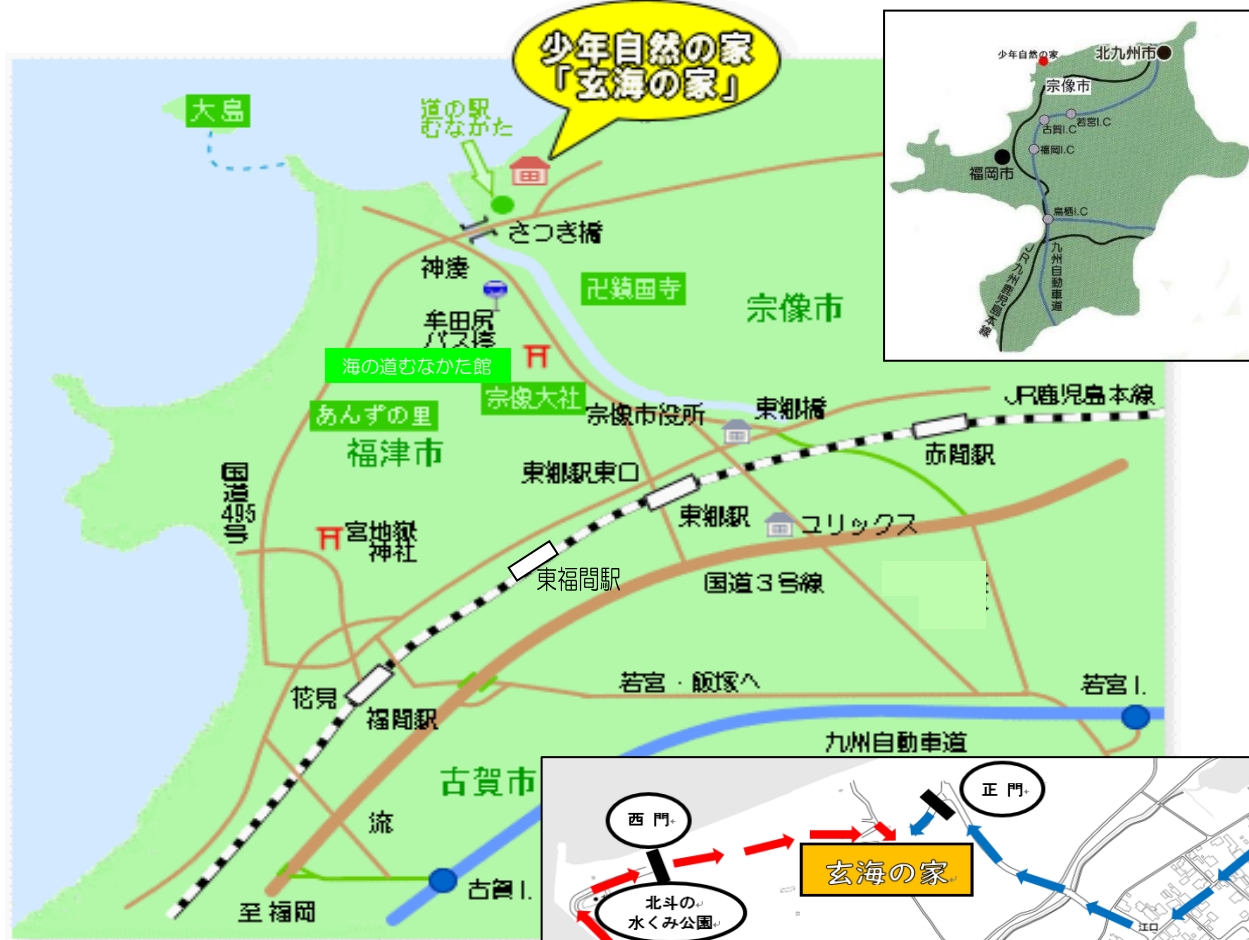 少年自然の家
「玄海の家」
大島
道の駅
むなかた
さつき橋
神湊
卍鎮国寺
宗像市
牟田尻
バス停
海の道むなかた館
宗像大社
あんずの里
福津市
宗像市役所
東郷橋
JR鹿児島本線
赤間駅
東郷駅東口
東郷駅
ユリックス
国道
495
号
宮地嶽
神社
東福間駅
国道3号線
花見
福間駅
若宮・飯塚へ
若宮I.
九州自動車道
古賀市
流
古賀I.
至福岡
少年自然の家
北九州市
宗像市
若宮I.C
古賀I.C
福岡I.C
福岡市
鳥栖I.C
九州自動車道
JR九州鹿児島本線
西 門
正 門
玄海の家
北斗の
水くみ公園
江口